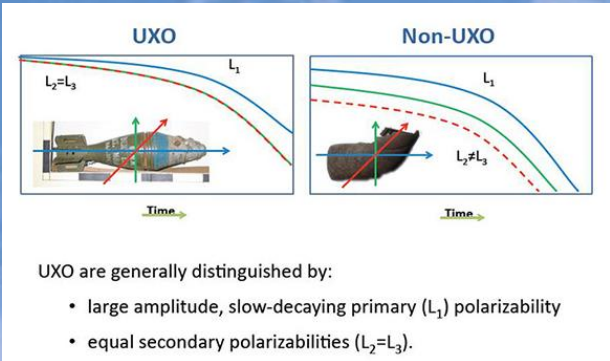 UXO
Non-UXO
L₁
L₂=L₃
L₁
L₂≠L₃
Time
Time
UXO are generally distinguished by:
• large amplitude, slow-decaying primary (L₁) polarizability
• equal secondary polarizabilities (L₂=L₃).